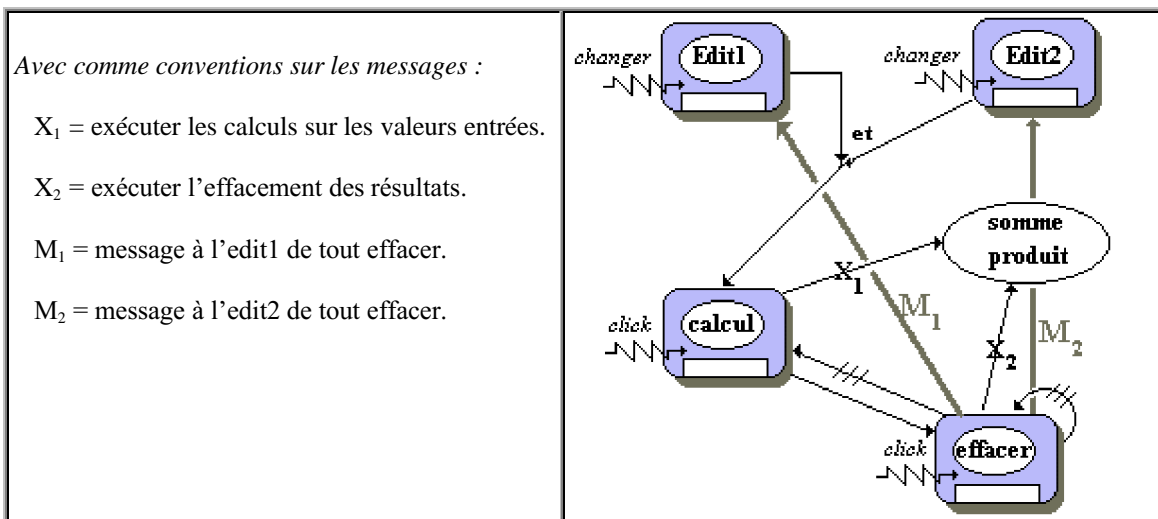 Avec comme conventions sur les messages :
X₁ = exécuter les calculs sur les valeurs entrées.
X₂ = exécuter l’effacement des résultats.
M₁ = message à l’edit1 de tout effacer.
M₂ = message à l’edit2 de tout effacer.
changer
Edit1
changer
Edit2
et
somme
produit
X₁
M₁
click
calcul
X₂
M₂
click
effacer